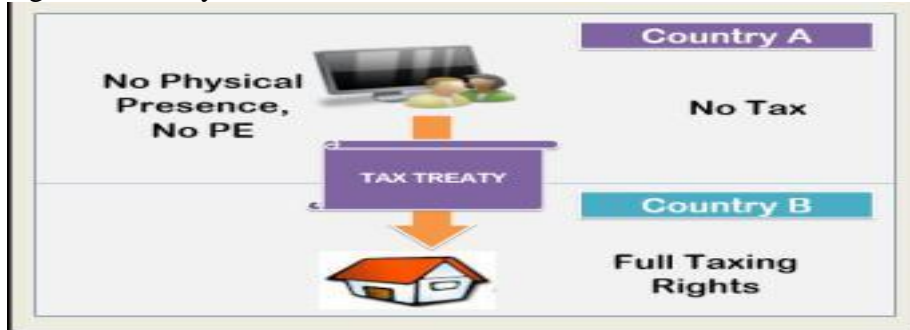 Country A
No Physical
Presence,
No PE
No Tax
TAX TREATY
Country B
Full Taxing
Rights